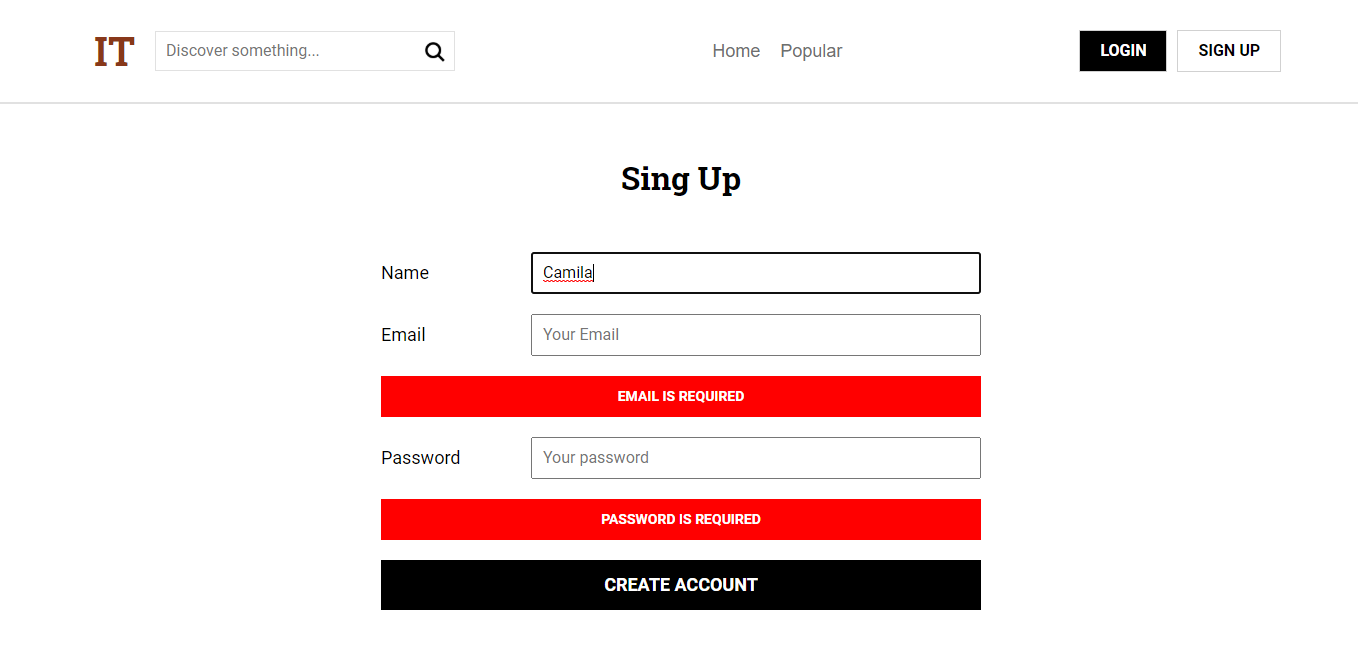 IT
Discover something...
Home
Popular
LOGIN
SIGN UP
Sing Up
Name
Camila
Email
Your Email
EMAIL IS REQUIRED
Password
Your password
PASSWORD IS REQUIRED
CREATE ACCOUNT